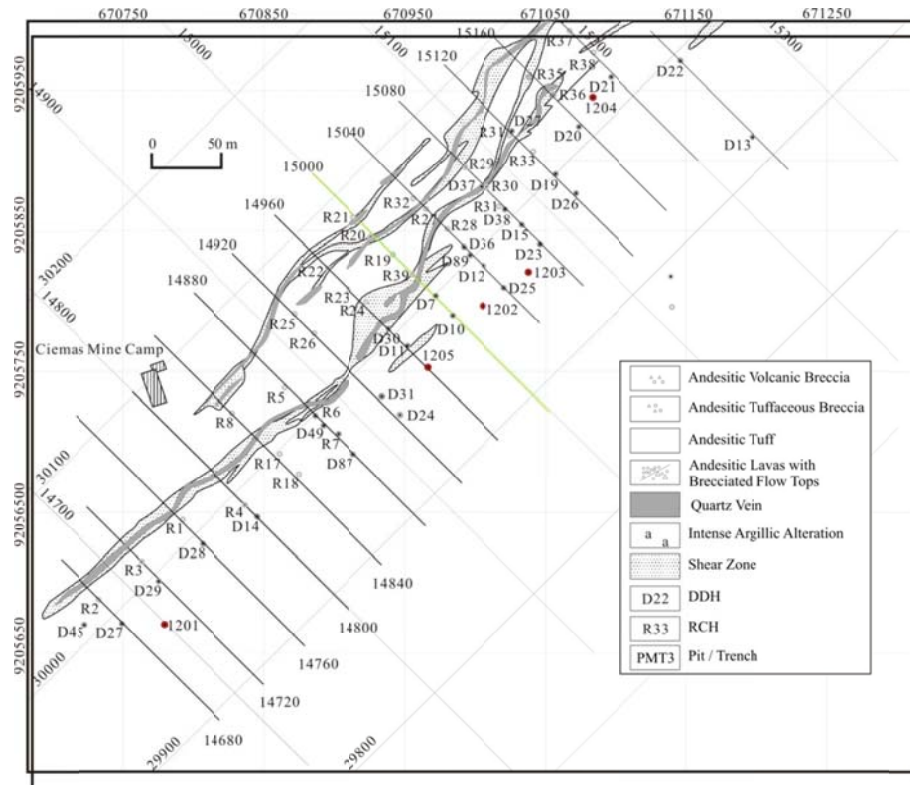 670750
670850
670950
671050
671150
671250
15000
15100
15160
15200
15200
R37
9205950
14900
15120
R35
R38
D22
15080
R36
D21
1204
D27
0
50 m
15040
R31
D20
D13
R29
R33
15000
D37
R30
D19
14960
R32
R31
D26
R21
R27
D38
9205850
R28
D15
R20
D36
D23
30200
14920
R19
D89
R22
D12
1203
R39
14880
D25
14800
R23
D7
R24
1202
R25
D10
Ciemas Mine Camp
R26
D30
D11
1205
9205750
R5
D31
R8
R6
D24
D49
R7
R17
D87
30100
R18
14700
9206500
R4
R1
D14
D28
14840
R3
D29
14800
R2
D45
D27
1201
14760
9205650
30000
14720
14680
29900
29800
Andesitic Volcanic Breccia
Andesitic Tuffaceous Breccia
Andesitic Tuff
Andesitic Lavas with
Brecciated Flow Tops
Quartz Vein
a a
Intense Argillic Alteration
Shear Zone
D22
DDH
R33
RCH
PMT3
Pit / Trench